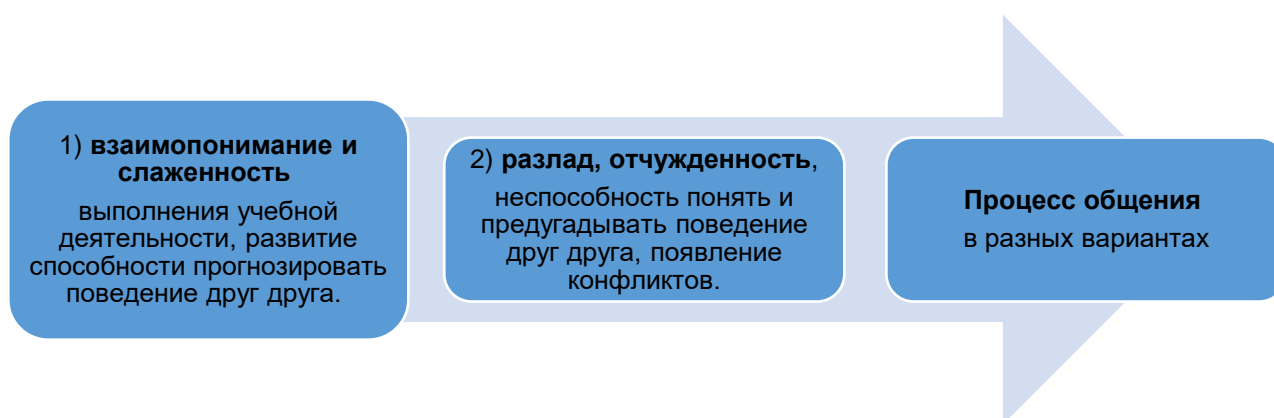 1) взаимопонимание и
слаженность
выполнения учебной
деятельности, развитие
способности прогнозировать
поведение друг друга.
2) разлад, отчужденность,
неспособность понять и
предугадывать поведение
друг друга, появление
конфликтов.
Процесс общения
в разных вариантах